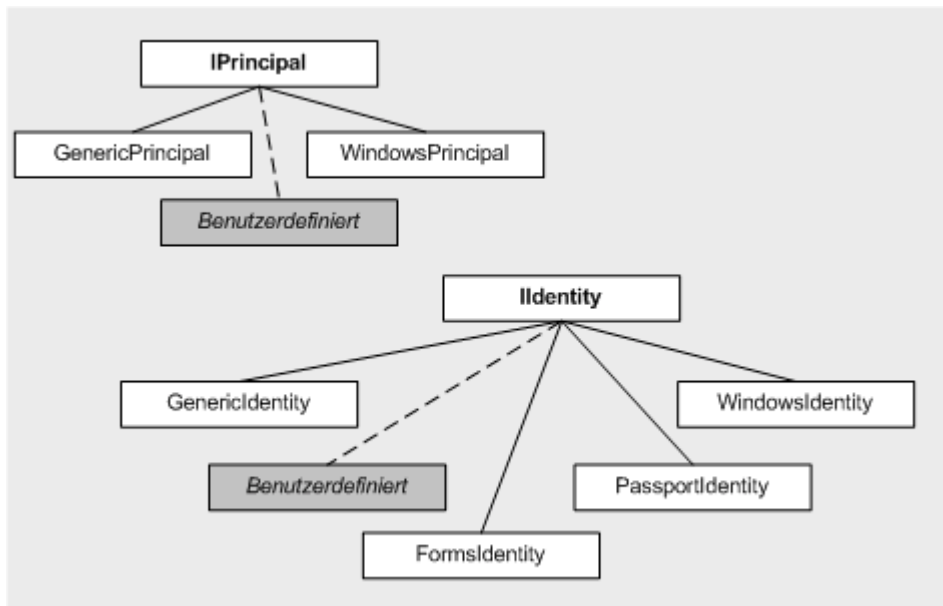 IPrincipal
GenericPrincipal
WindowsPrincipal
Benutzerdefiniert
IIdentity
GenericIdentity
WindowsIdentity
Benutzerdefiniert
PassportIdentity
FormsIdentity